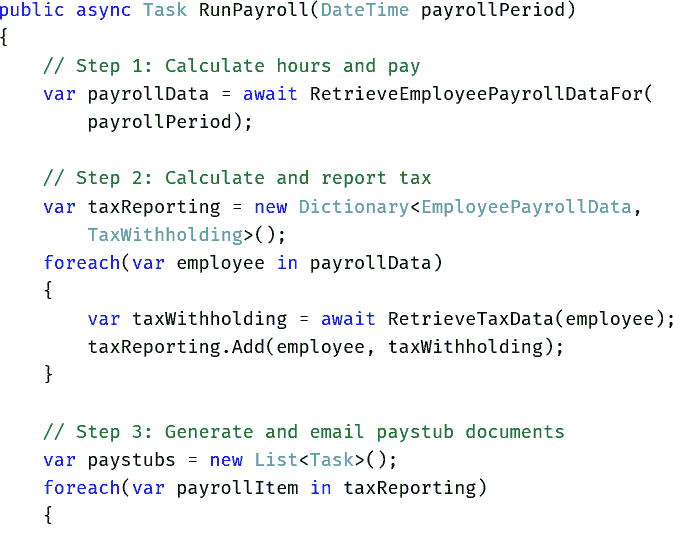 public async Task RunPayroll(DateTime payrollPeriod)
{
    // Step 1: Calculate hours and pay
    var payrollData = await RetrieveEmployeePayrollDataFor(
        payrollPeriod);

    // Step 2: Calculate and report tax
    var taxReporting = new Dictionary<EmployeePayrollData,
        TaxWithholding>();
    foreach(var employee in payrollData)
    {
        var taxWithholding = await RetrieveTaxData(employee);
        taxReporting.Add(employee, taxWithholding);
    }

    // Step 3: Generate and email paystub documents
    var paystubs = new List<Task>();
    foreach(var payrollItem in taxReporting)
    {